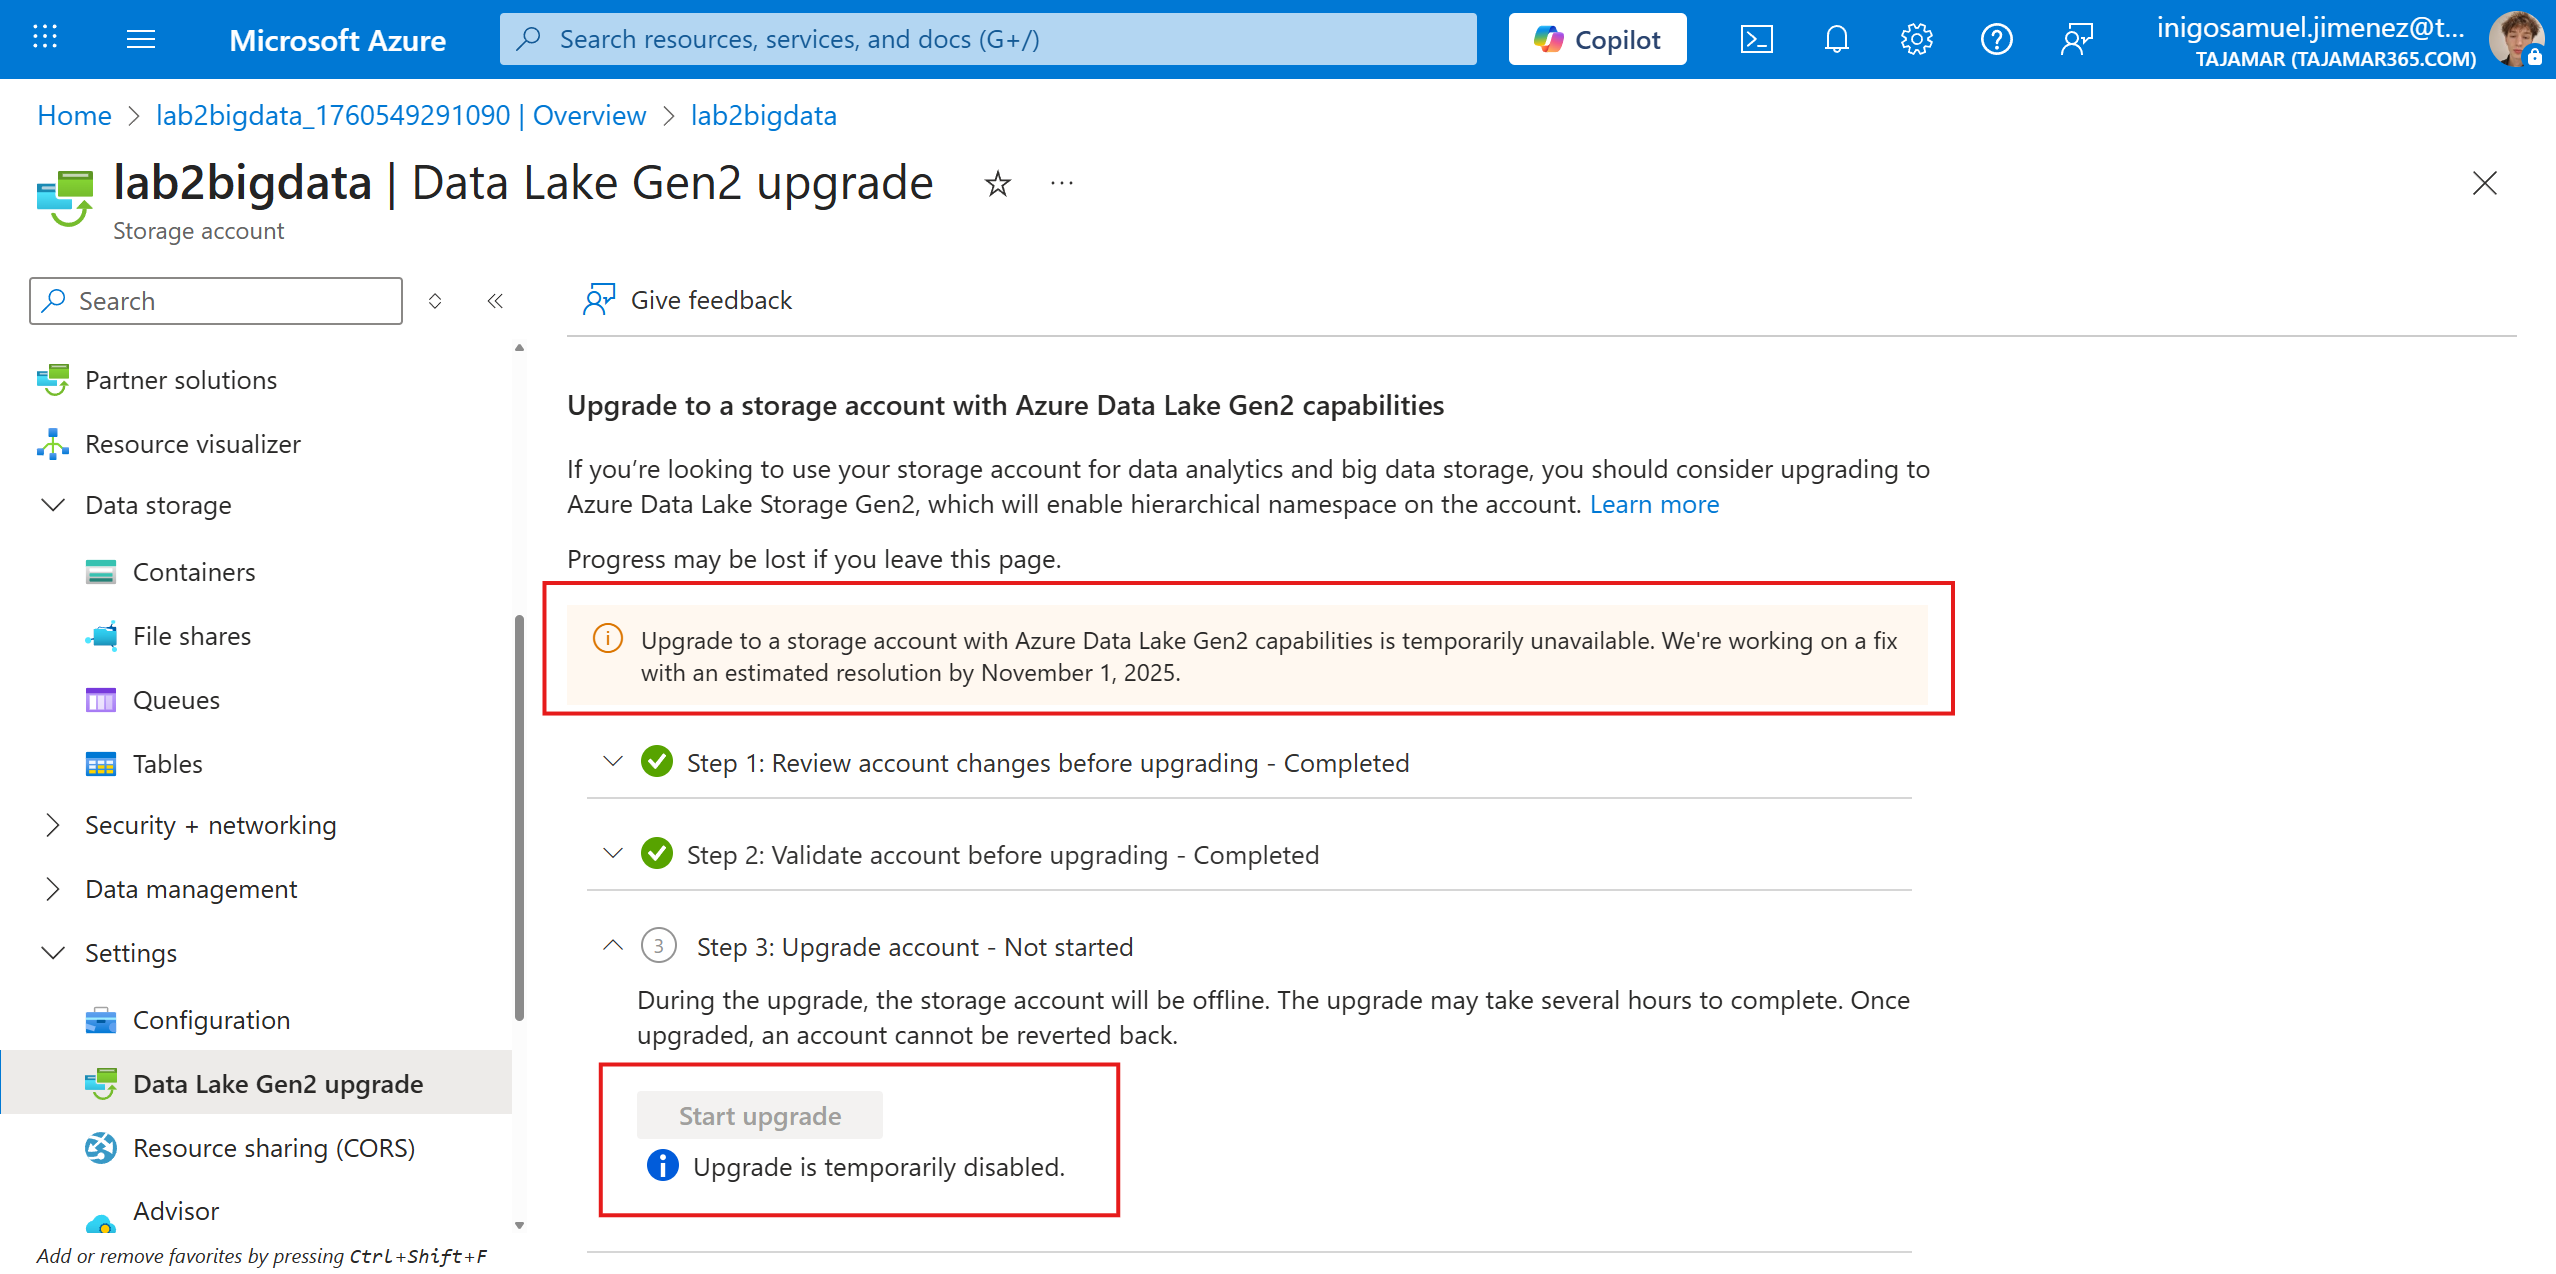 Microsoft Azure
Search resources, services, and docs (G+/)
Copilot
inigosamuel.jimenez@t...
TAJAMAR (TAJAMAR365.COM)
Home > lab2bigdata_1760549291090 | Overview > lab2bigdata
lab2bigdata | Data Lake Gen2 upgrade
Storage account
Search
Partner solutions
Resource visualizer
Data storage
Containers
File shares
Queues
Tables
Security + networking
Data management
Settings
Configuration
Data Lake Gen2 upgrade
Resource sharing (CORS)
Advisor
Add or remove favorites by pressing Ctrl+Shift+F
Give feedback
Upgrade to a storage account with Azure Data Lake Gen2 capabilities
If you’re looking to use your storage account for data analytics and big data storage, you should consider upgrading to
Azure Data Lake Storage Gen2, which will enable hierarchical namespace on the account. Learn more
Progress may be lost if you leave this page.
Upgrade to a storage account with Azure Data Lake Gen2 capabilities is temporarily unavailable. We're working on a fix
with an estimated resolution by November 1, 2025.
Step 1: Review account changes before upgrading - Completed
Step 2: Validate account before upgrading - Completed
3 Step 3: Upgrade account - Not started
During the upgrade, the storage account will be offline. The upgrade may take several hours to complete. Once
upgraded, an account cannot be reverted back.
Start upgrade
Upgrade is temporarily disabled.